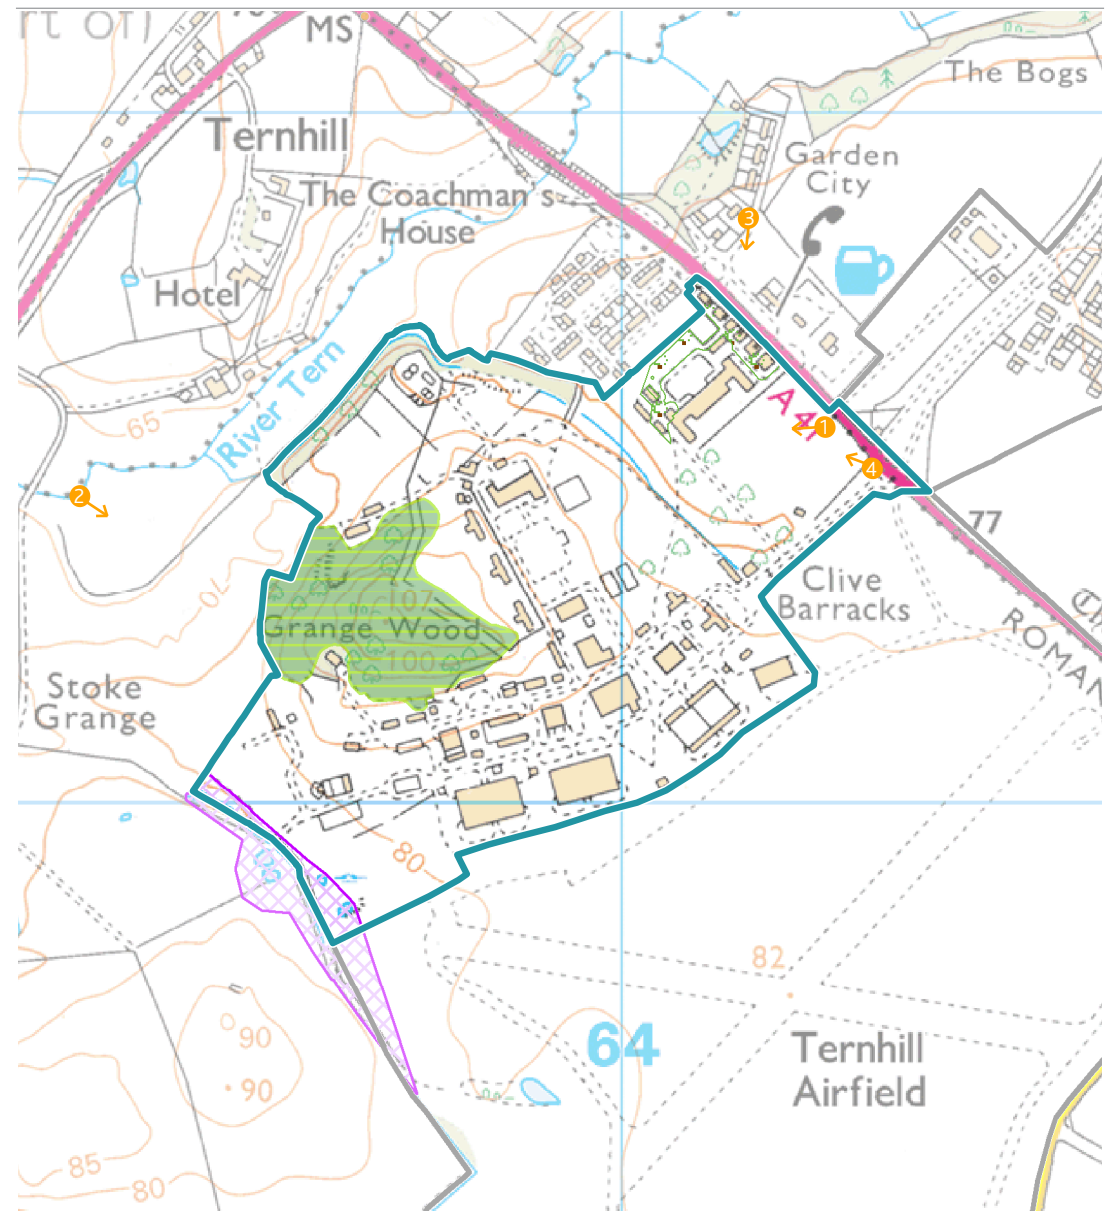 MS
Ternhill
The Bogs
Garden
City
The Coachman's
House
3
Hotel
River Tern
65
A 41
1
4
2
77
70
107
Grange Wood
100
Clive
Barracks
ROMAN
Stoke
Grange
80
82
64
90
90
Ternhill
Airfield
85
80